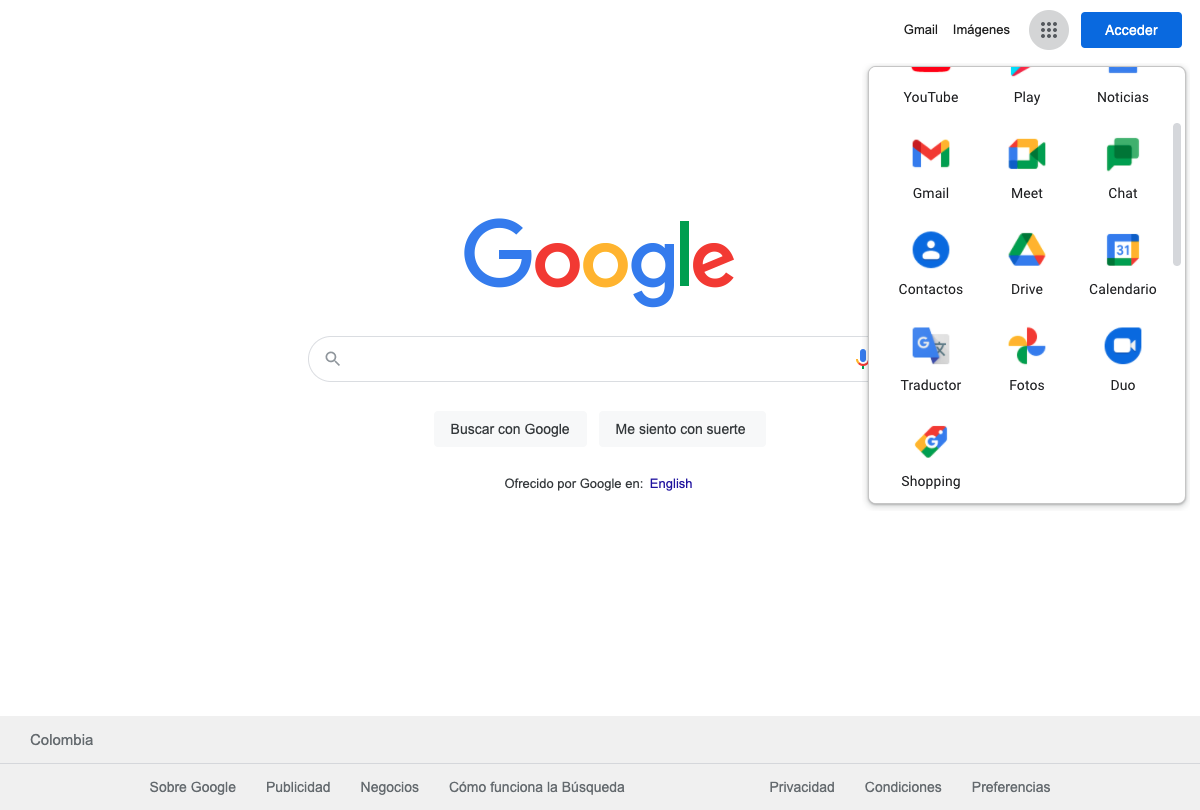 Gmail Imágenes Acceder
YouTube Play Noticias
Gmail Meet Chat
Contactos Drive Calendario
31
Traductor Fotos Duo
G 文
Shopping
G
Google
Buscar con Google Me siento con suerte
Ofrecido por Google en: English
Colombia
Sobre Google Publicidad Negocios Cómo funciona la Búsqueda Privacidad Condiciones Preferencias